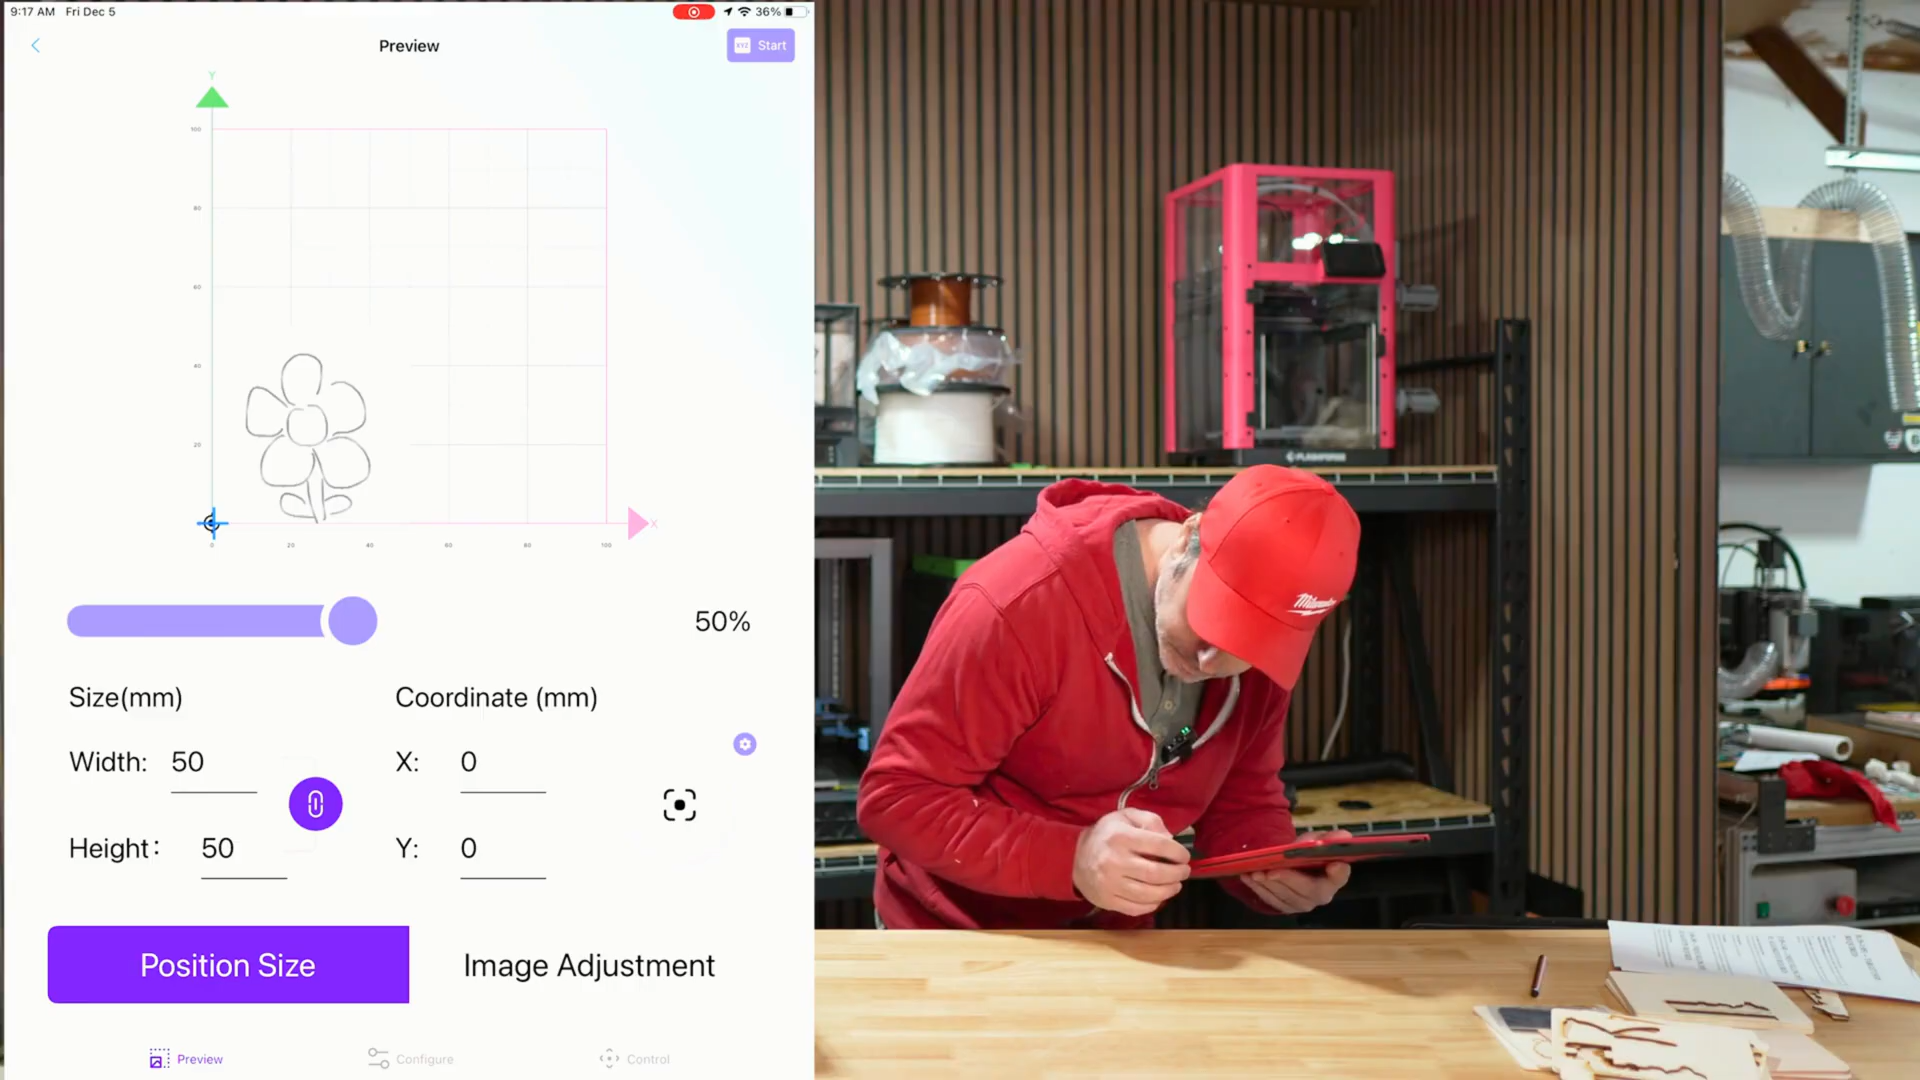 9:17 AM Fri Dec 5
36%
Preview
XYZ Start
Y
100
80
60
40
20
0 20 40 60 80 100
X
50%
Size(mm)
Coordinate (mm)
Width: 50
X: 0
Height: 50
Y: 0
Position Size
Image Adjustment
Preview
Configure
Control
FLASHFORGE
Milwaukee